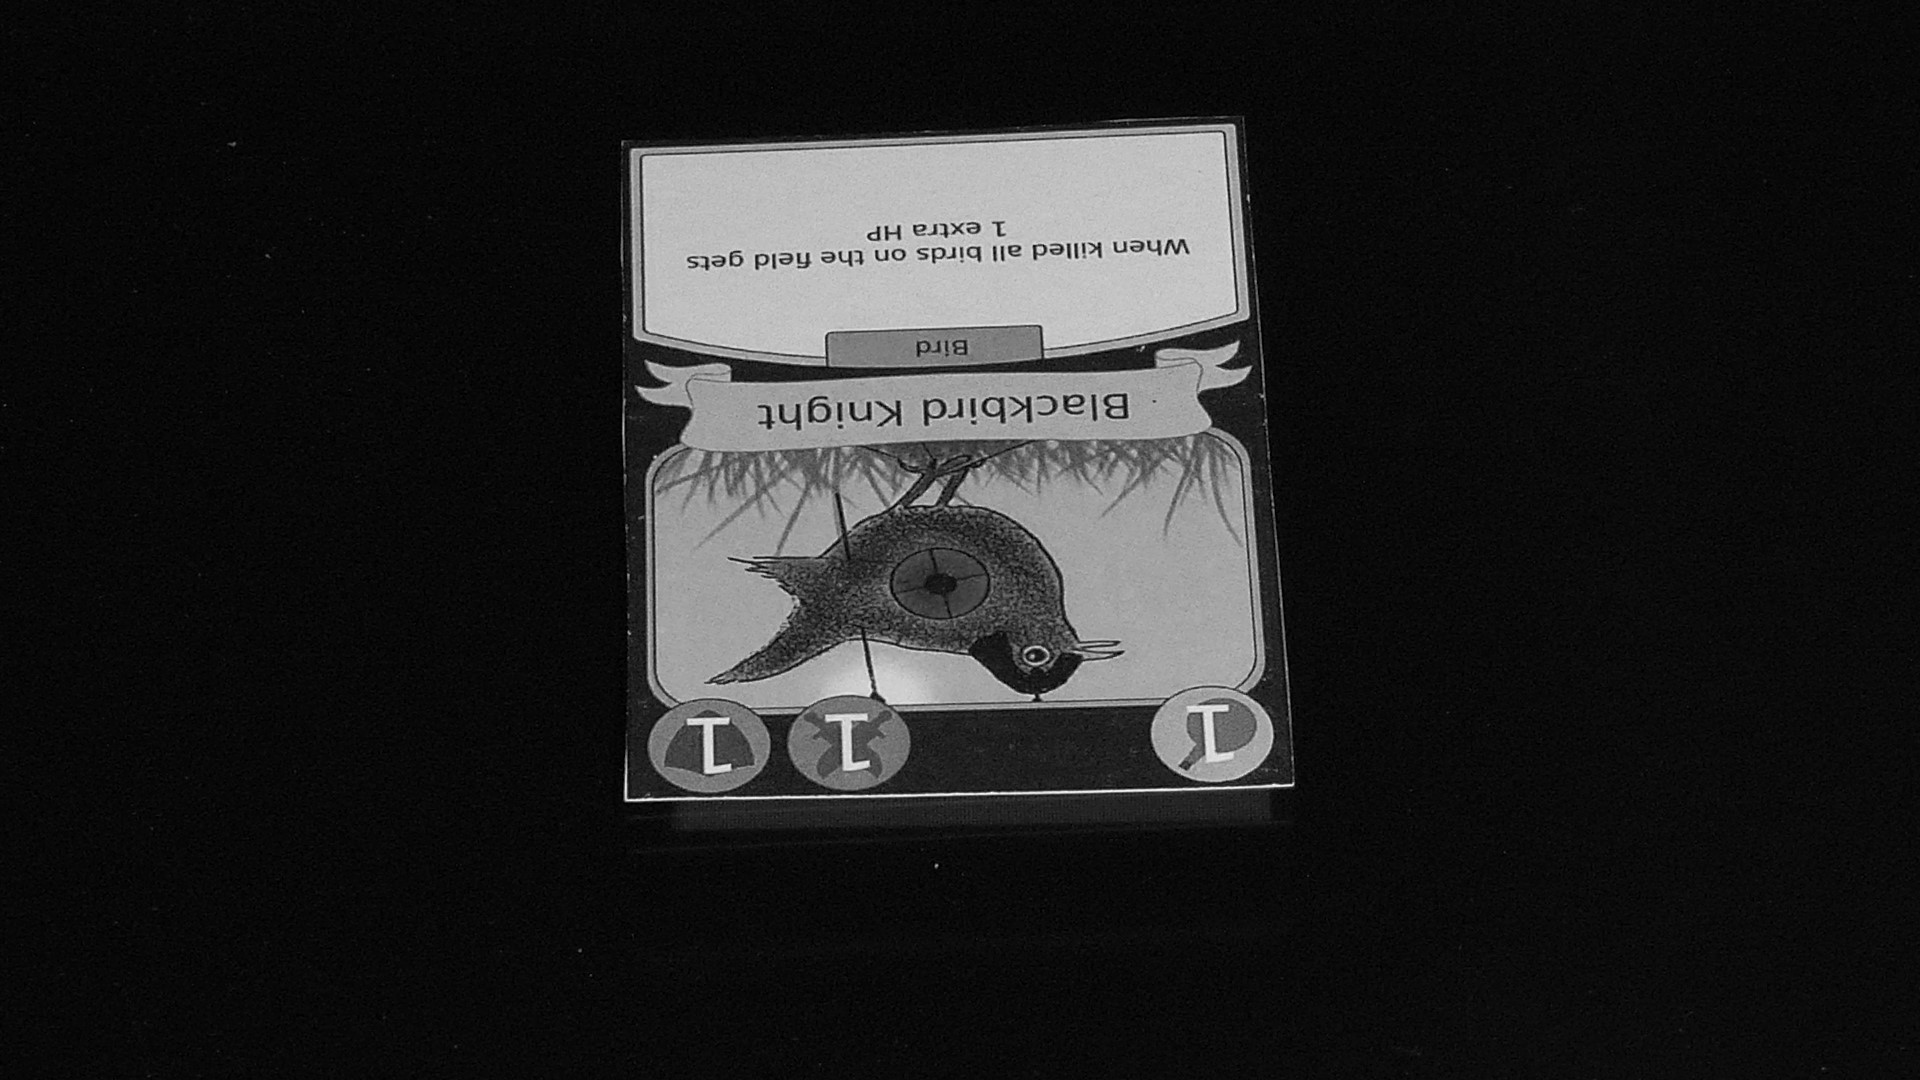 1 1 1
Blackbird Knight
Bird
When killed all birds on the field gets
1 extra HP